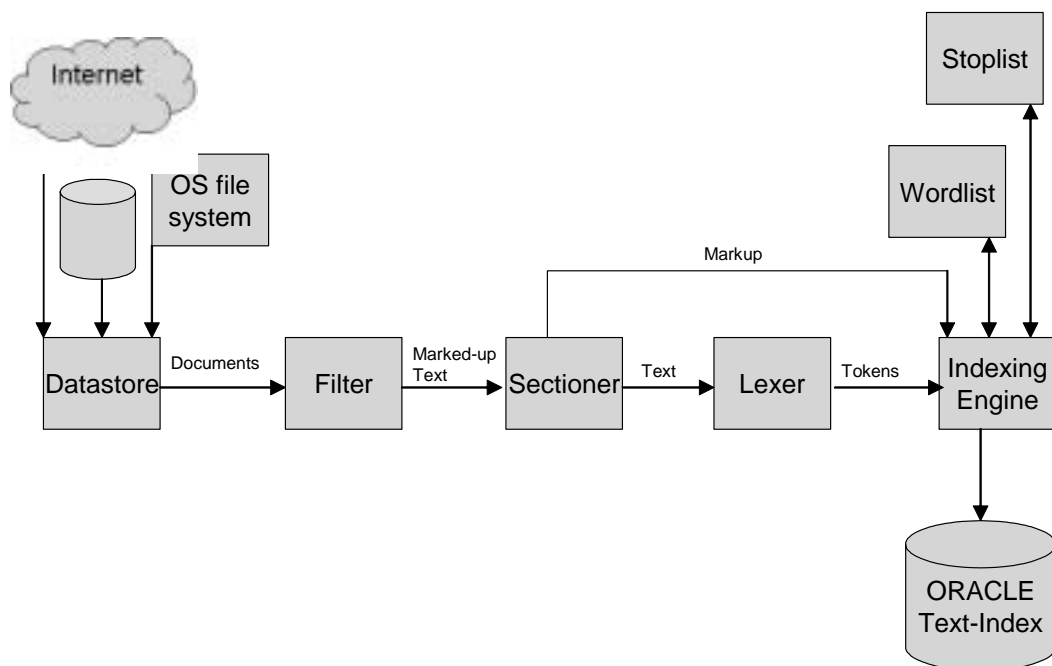 Internet
Stoplist
OS file
system
Wordlist
Markup
Datastore
Documents
Filter
Marked-up
Text
Sectioner
Text
Lexer
Tokens
Indexing
Engine
ORACLE
Text-Index